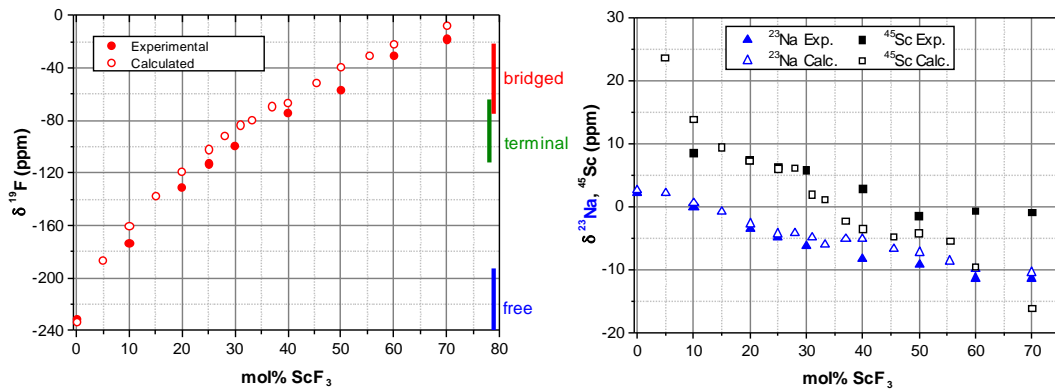 0
-40
-80
-120
-160
-200
-240
δ ¹⁹F (ppm)
Experimental
Calculated
bridged
terminal
free
0 10 20 30 40 50 60 70 80
mol% ScF₃
30
20
10
0
-10
-20
δ ²³Na, ⁴⁵Sc (ppm)
²³Na Exp. ⁴⁵Sc Exp.
²³Na Calc. ⁴⁵Sc Calc.
0 10 20 30 40 50 60 70
mol% ScF₃